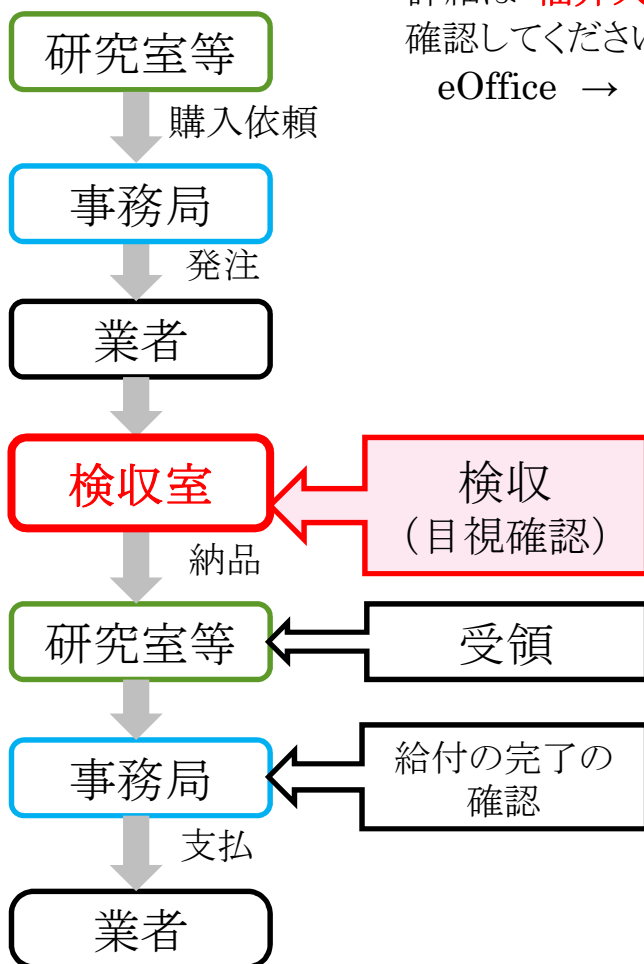 研究室等
確認してください
eOffice →
購入依頼
事務局
発注
業者
検収室
検収
（目視確認）
納品
研究室等
受領
事務局
給付の完了の
確認
支払
業者